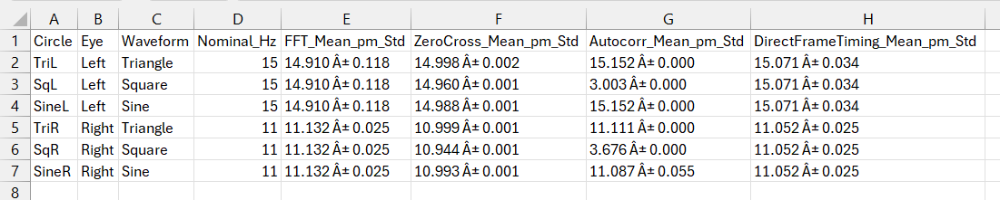 A B C D E F G H
1 Circle Eye Waveform Nominal_Hz FFT_Mean_pm_Std ZeroCross_Mean_pm_Std Autocorr_Mean_pm_Std DirectFrameTiming_Mean_pm_Std
2 TriL Left Triangle 15 14.910 Â± 0.118 14.998 Â± 0.002 15.152 Â± 0.000 15.071 Â± 0.034
3 SqL Left Square 15 14.910 Â± 0.118 14.960 Â± 0.001 3.003 Â± 0.000 15.071 Â± 0.034
4 SineL Left Sine 15 14.910 Â± 0.118 14.988 Â± 0.001 15.152 Â± 0.000 15.071 Â± 0.034
5 TriR Right Triangle 11 11.132 Â± 0.025 10.999 Â± 0.001 11.111 Â± 0.000 11.052 Â± 0.025
6 SqR Right Square 11 11.132 Â± 0.025 10.944 Â± 0.001 3.676 Â± 0.000 11.052 Â± 0.025
7 SineR Right Sine 11 11.132 Â± 0.025 10.993 Â± 0.001 11.087 Â± 0.055 11.052 Â± 0.025
8